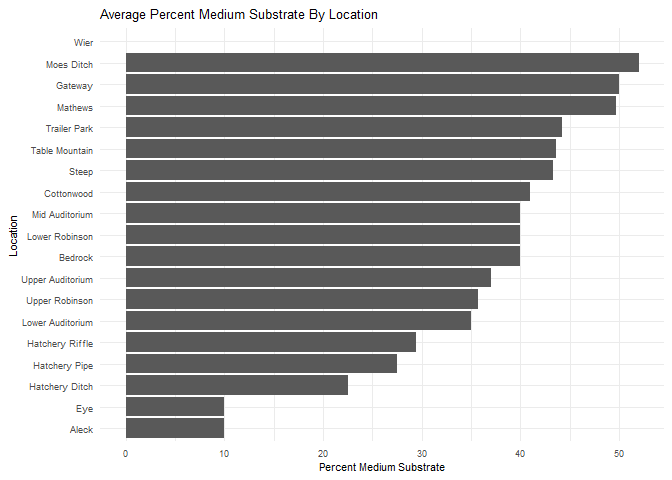 Average Percent Medium Substrate By Location
Wier
Moes Ditch
Gateway
Mathews
Trailer Park
Table Mountain
Steep
Cottonwood
Mid Auditorium
Lower Robinson
Bedrock
Upper Auditorium
Upper Robinson
Lower Auditorium
Hatchery Riffle
Hatchery Pipe
Hatchery Ditch
Eye
Aleck
Location
0 10 20 30 40 50
Percent Medium Substrate